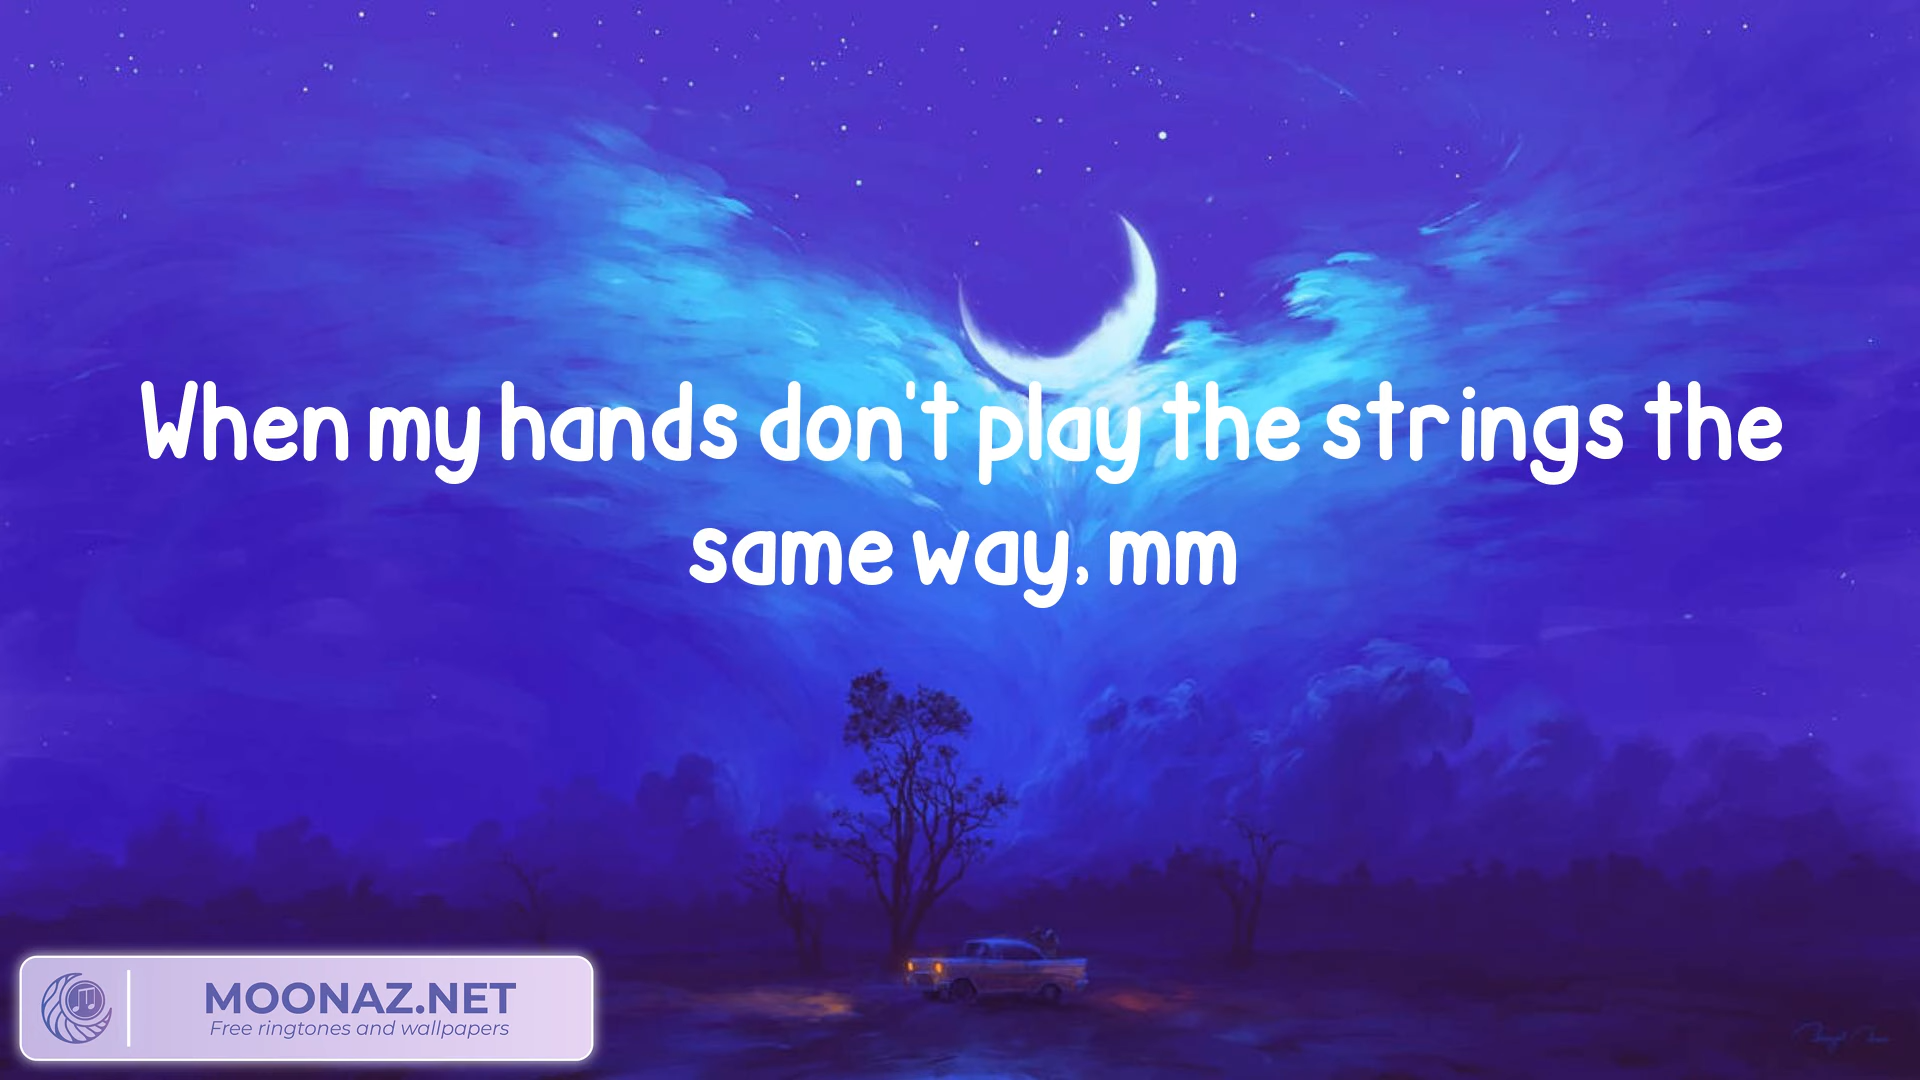 When my hands don't play the strings the
same way, mm
MOONAZ.NET
Free ringtones and wallpapers